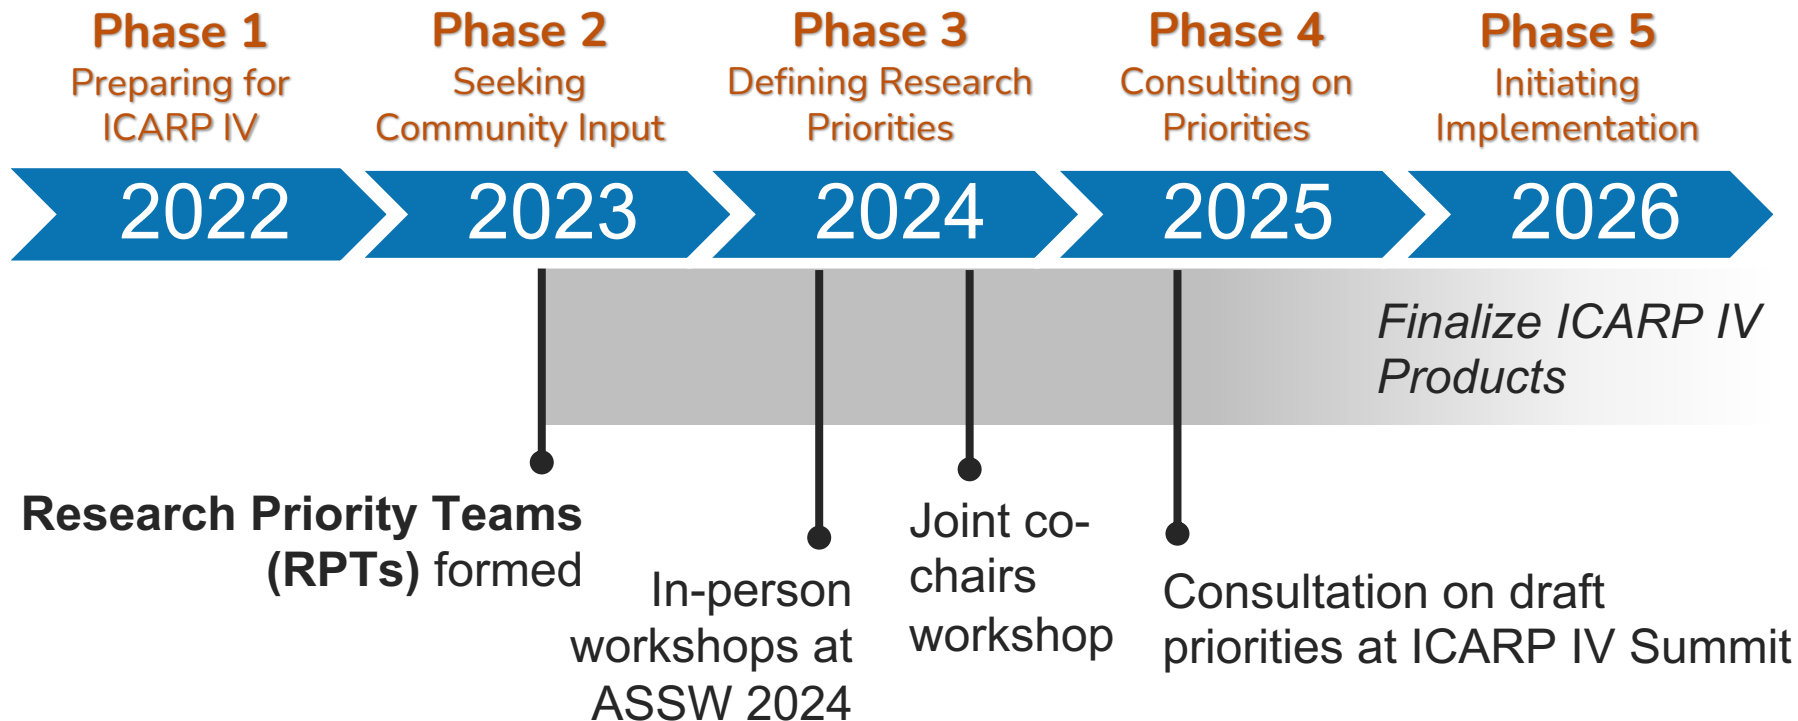 Phase 1
Preparing for
ICARP IV
Phase 2
Seeking
Community Input
Phase 3
Defining Research
Priorities
Phase 4
Consulting on
Priorities
Phase 5
Initiating
Implementation
2022
2023
2024
2025
2026
Finalize ICARP IV
Products
Research Priority Teams
(RPTs) formed
In-person
workshops at
ASSW 2024
Joint co-
chairs
workshop
Consultation on draft
priorities at ICARP IV Summit